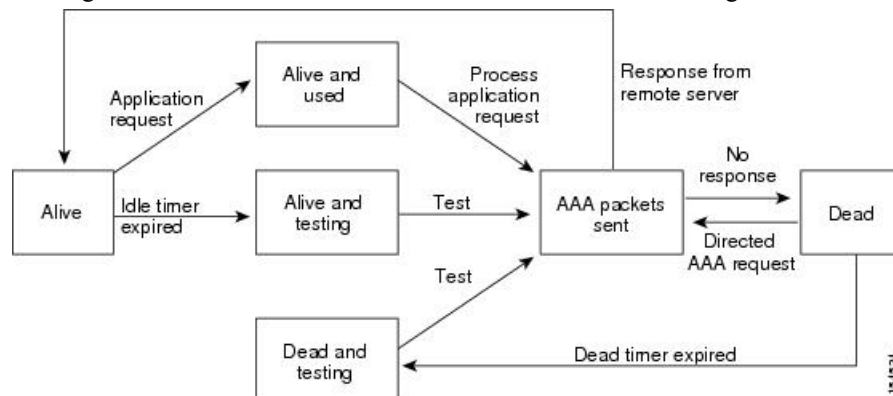 Alive and
used
Process
application
request
Response from
remote server
Application
request
Alive
Idle timer
expired
Alive and
testing
Test
AAA packets
sent
No
response
Directed
AAA request
Dead
Test
Dead and
testing
Dead timer expired